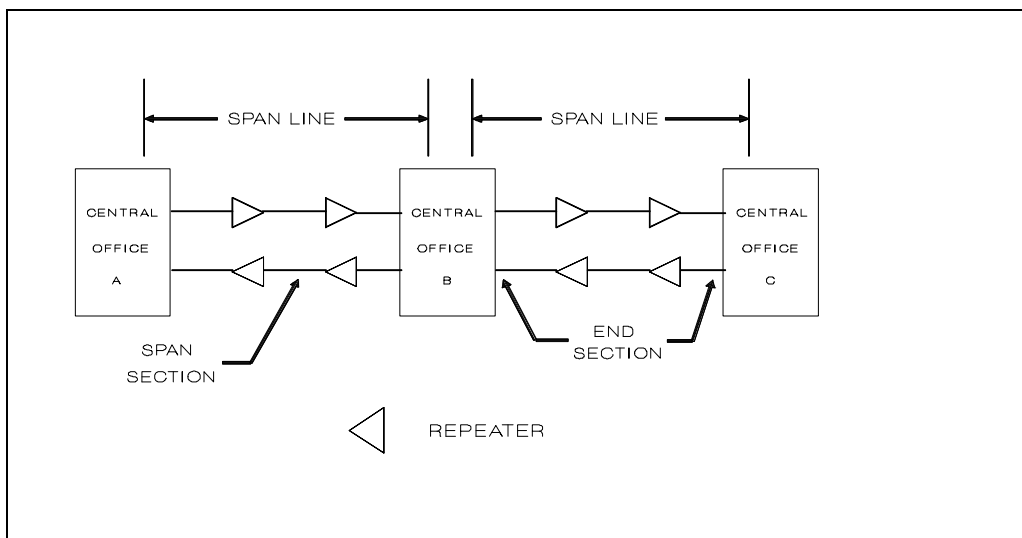 SPAN LINE
SPAN LINE
CENTRAL
OFFICE
A
CENTRAL
OFFICE
B
CENTRAL
OFFICE
C
SPAN
SECTION
END
SECTION
REPEATER